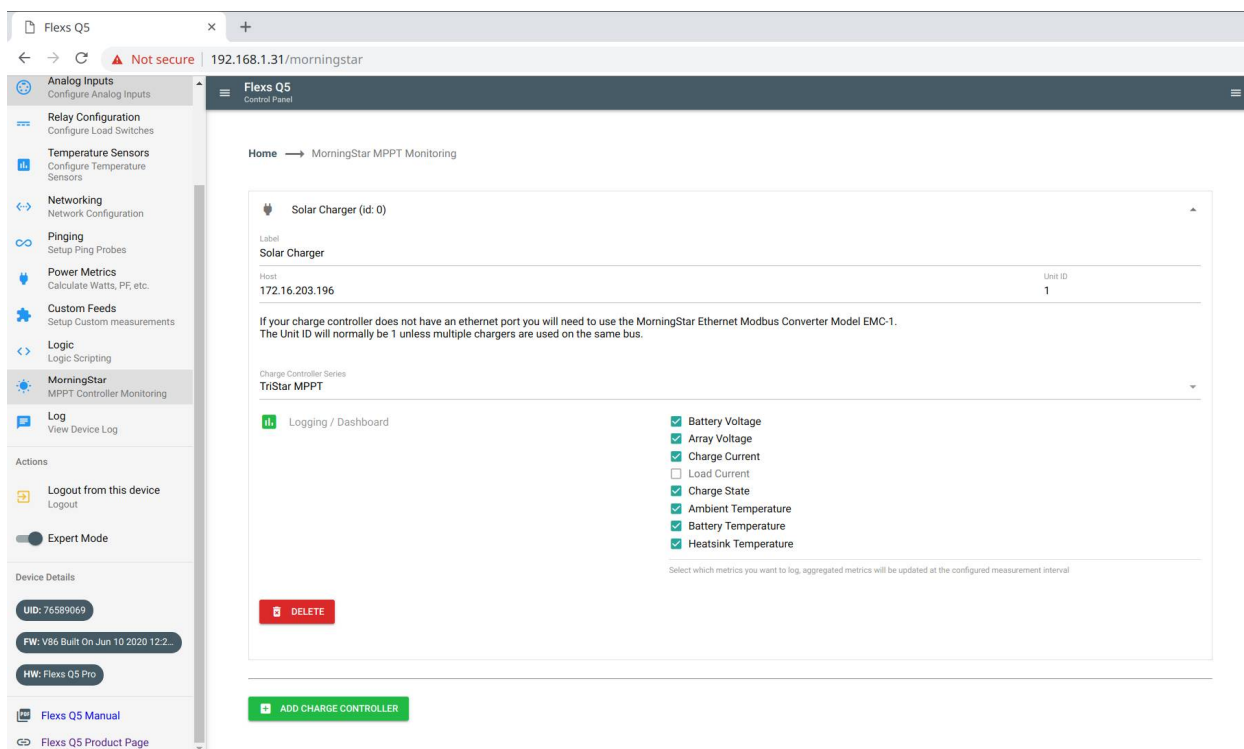 Flexs Q5
Not secure
192.168.1.31/morningstar
Analog Inputs
Configure Analog Inputs
Relay Configuration
Configure Load Switches
Temperature Sensors
Configure Temperature
Sensors
Networking
Network Configuration
Pinging
Setup Ping Probes
Power Metrics
Calculate Watts, PF, etc.
Custom Feeds
Setup Custom measurements
Logic
Logic Scripting
MorningStar
MPPT Controller Monitoring
Log
View Device Log
Actions
Logout from this device
Logout
Expert Mode
Device Details
UID: 76589069
FW: V86 Built On Jun 10 2020 12:2...
HW: Flexs Q5 Pro
PDF
Flexs Q5 Manual
Flexs Q5 Product Page
Flexs Q5
Control Panel
Home → MorningStar MPPT Monitoring
Solar Charger (id: 0)
Label
Solar Charger
Host
172.16.203.196
Unit ID
1
If your charge controller does not have an ethernet port you will need to use the MorningStar Ethernet Modbus Converter Model EMC-1.
The Unit ID will normally be 1 unless multiple chargers are used on the same bus.
Charge Controller Series
TriStar MPPT
Logging / Dashboard
Battery Voltage
Array Voltage
Charge Current
Load Current
Charge State
Ambient Temperature
Battery Temperature
Heatsink Temperature
Select which metrics you want to log, aggregated metrics will be updated at the configured measurement interval
DELETE
ADD CHARGE CONTROLLER